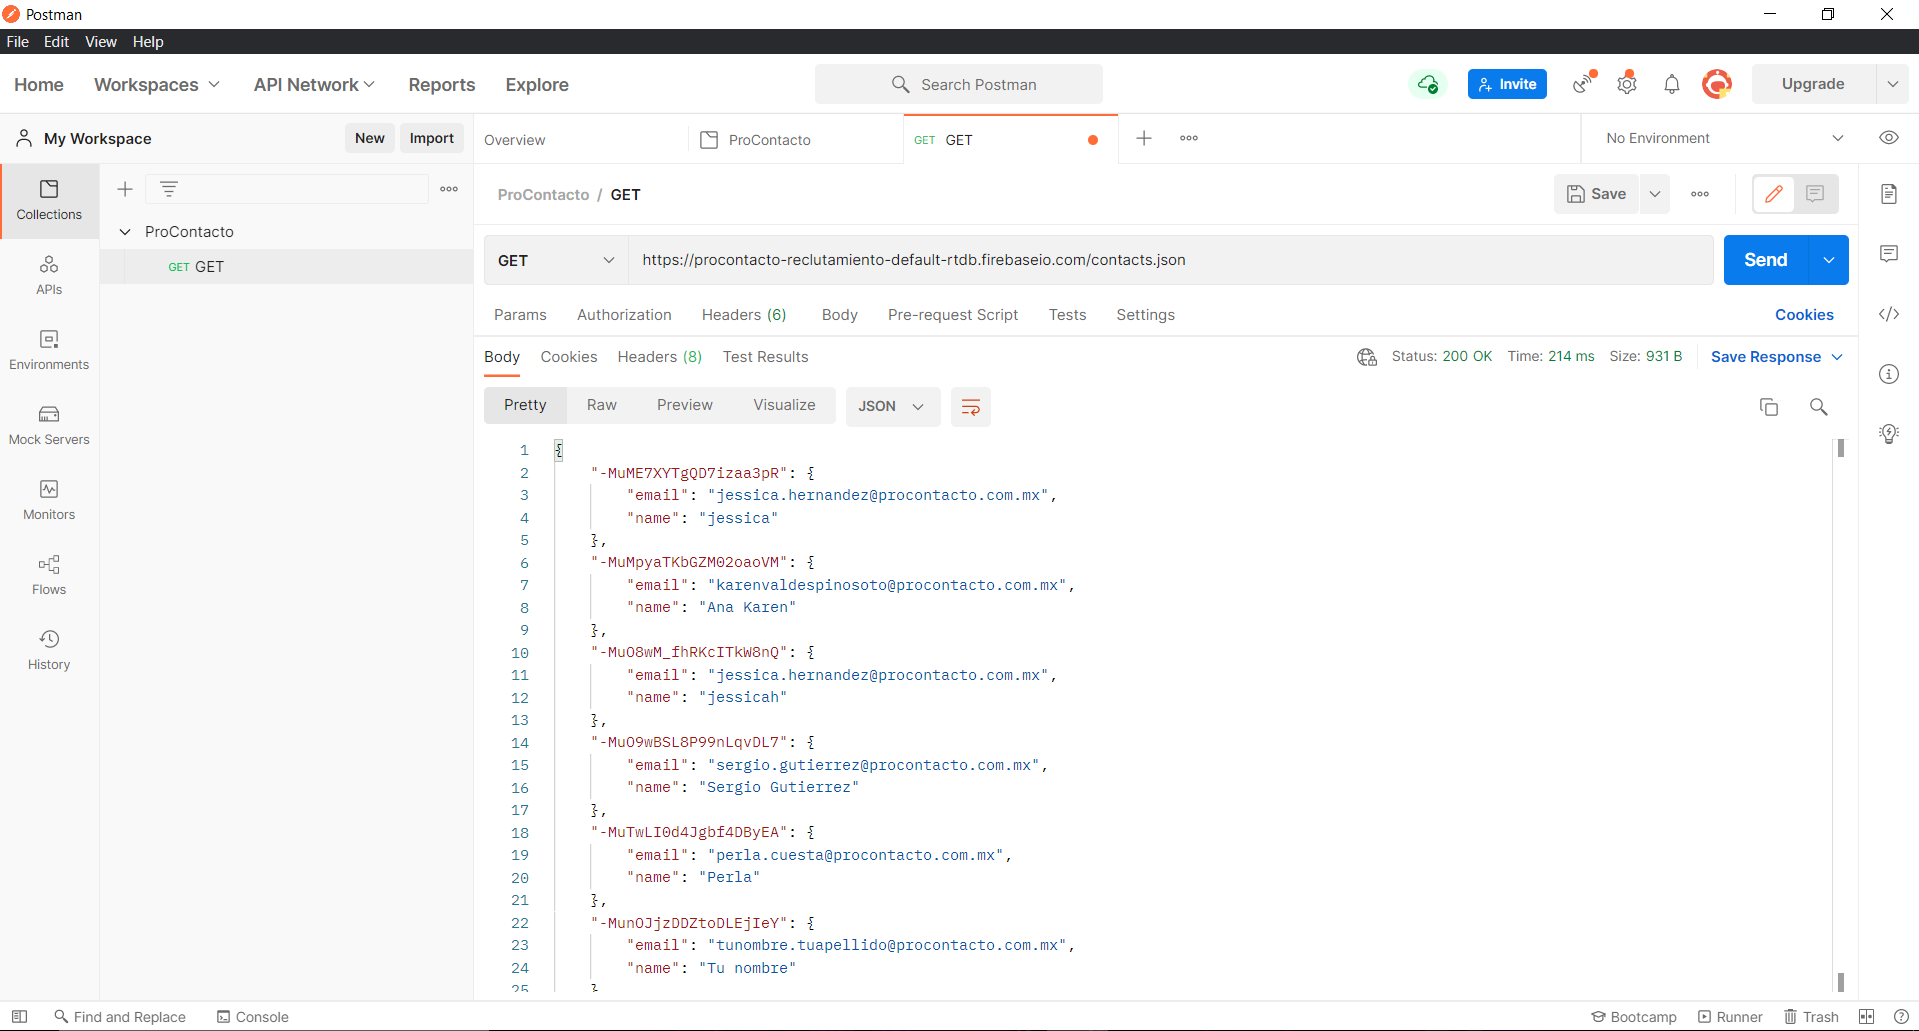 Postman
File Edit View Help
Home Workspaces API Network Reports Explore Search Postman Invite Upgrade
My Workspace New Import Overview ProContacto GET GET No Environment
Collections
APIs
Environments
Mock Servers
Monitors
Flows
History
ProContacto
GET GET
ProContacto / GET Save
GET https://procontacto-reclutamiento-default-rtdb.firebaseio.com/contacts.json Send
Params Authorization Headers (6) Body Pre-request Script Tests Settings Cookies
Body Cookies Headers (8) Test Results Status: 200 OK Time: 214 ms Size: 931 B Save Response
Pretty Raw Preview Visualize JSON
1 {
2 "-MuME7XYTgQD7izaa3pR": {
3 "email": "jessica.hernandez@procontacto.com.mx",
4 "name": "jessica"
5 },
6 "-MuMpyaTKbGZM02oaoVM": {
7 "email": "karenvaldespinosoto@procontacto.com.mx",
8 "name": "Ana Karen"
9 },
10 "-MuO8wM_fhRKcITkW8nQ": {
11 "email": "jessica.hernandez@procontacto.com.mx",
12 "name": "jessicah"
13 },
14 "-MuO9wBSL8P99nLqvDL7": {
15 "email": "sergio.gutierrez@procontacto.com.mx",
16 "name": "Sergio Gutierrez"
17 },
18 "-MuTwLI0d4Jgbf4DByEA": {
19 "email": "perla.cuesta@procontacto.com.mx",
20 "name": "Perla"
21 },
22 "-MunOJjzDDZtoDLEjIeY": {
23 "email": "tunombre.tuapellido@procontacto.com.mx",
24 "name": "Tu nombre"
25 }
Find and Replace Console Bootcamp Runner Trash